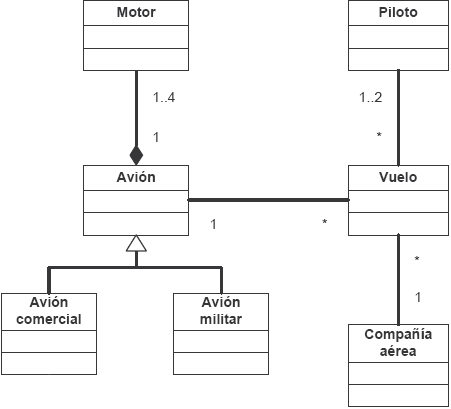 Motor
Piloto
1..4
1..2
1
*
Avión
Vuelo
1
*
*
1
Avión
comercial
Avión
militar
Compañía
aérea